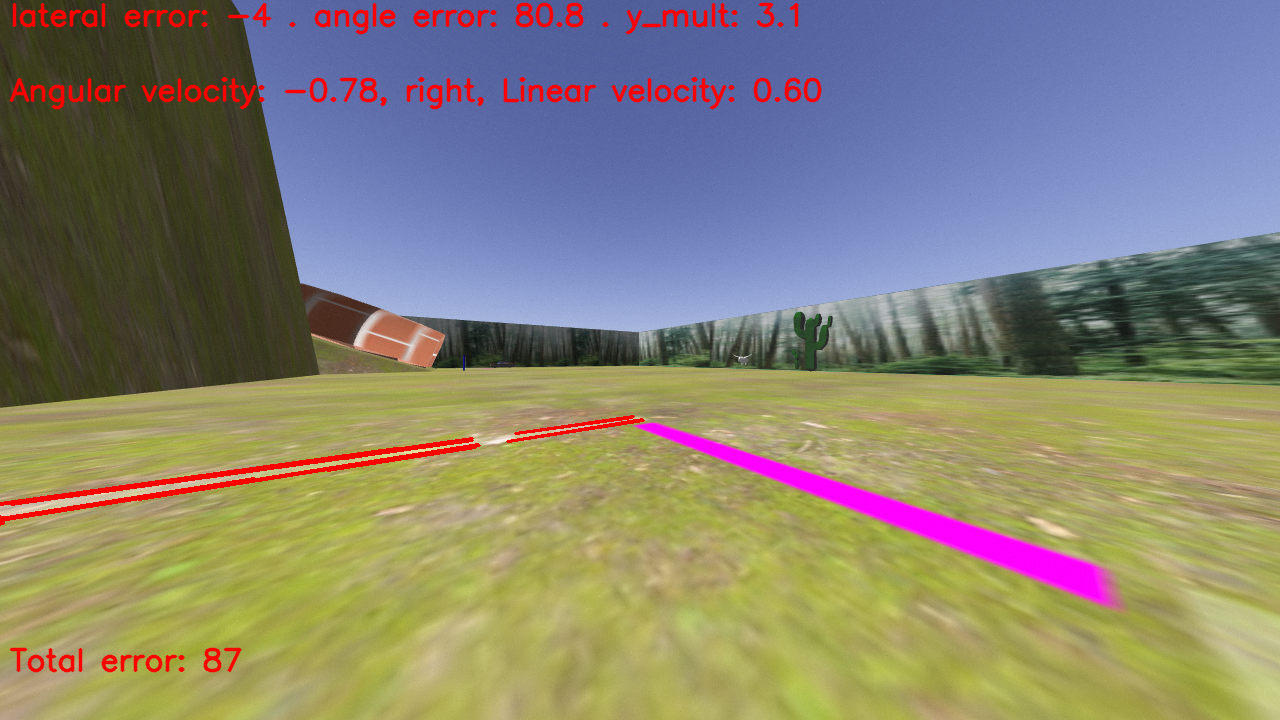 lateral error: -4 . angle error: 80.8 . y_mult: 3.1
Angular velocity: -0.78, right, Linear velocity: 0.60
Total error: 87